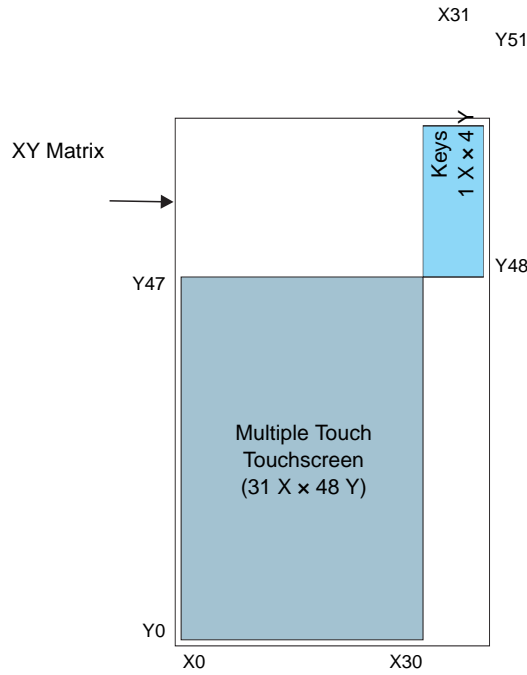 X31
Y51
Keys
1 X × 4 Y
XY Matrix
Y47
Y48
Multiple Touch
Touchscreen
(31 X × 48 Y)
Y0
X0
X30